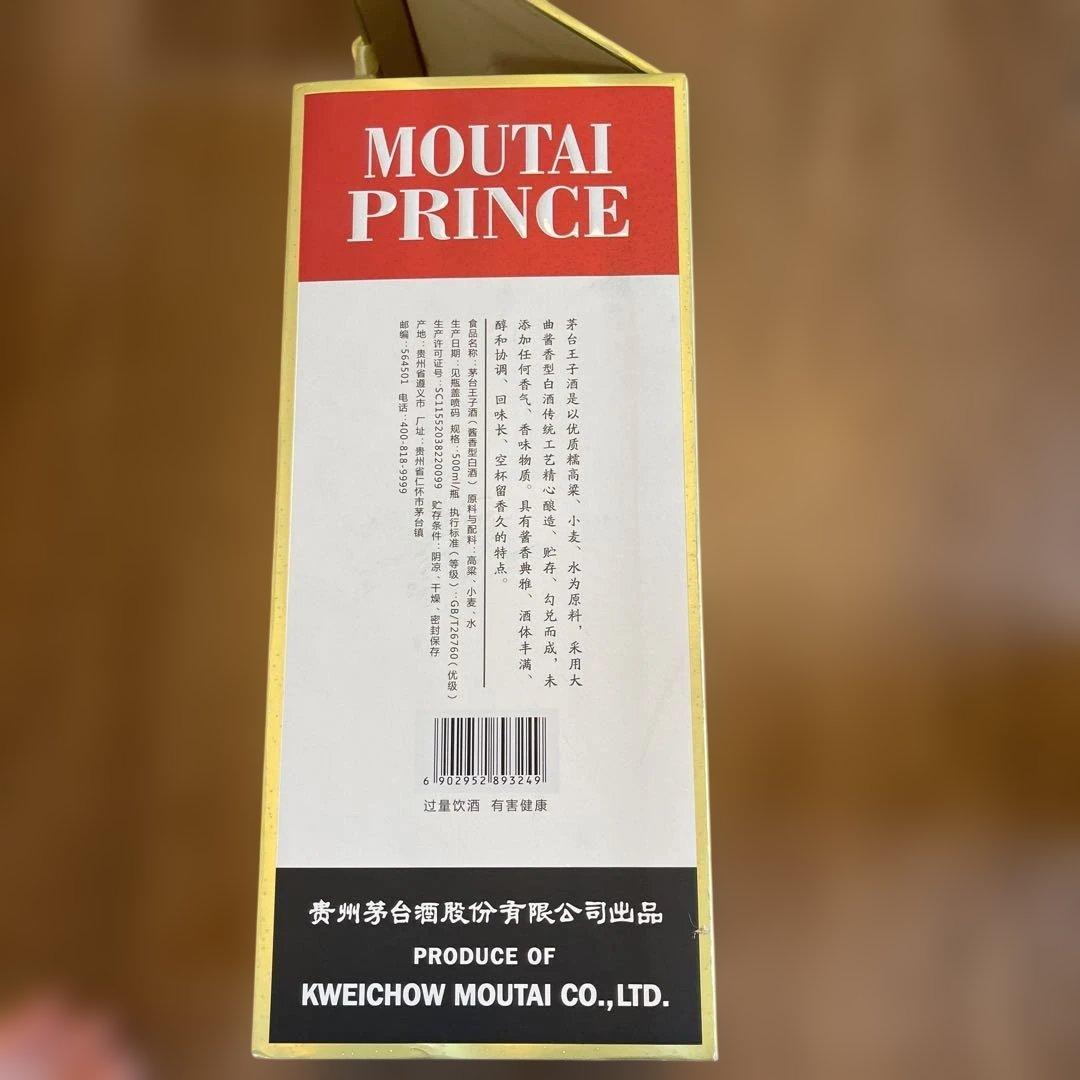 MOUTAI
PRINCE
茅台王子酒是以优质糯高粱、小麦、水为原料，采用大
曲酱香型白酒传统工艺精心酿造、贮存、勾兑而成，未
添加任何香气、香味物质。具有酱香典雅、酒体丰满、
醇和协调、回味长、空杯留香久的特点。
食品名称：茅台王子酒（酱香型白酒） 原料与配料：高粱、小麦、水
生产日期：见瓶盖喷码 规格：500ml/瓶 执行标准（等级）：GB/T26760（优级）
生产许可证号：SC11552038220099 贮存条件：阴凉、干燥、密封保存
产地：贵州省遵义市 厂址：贵州省仁怀市茅台镇
邮编：564501 电话：400-818-9999
6 902952 893249
过量饮酒 有害健康
贵州茅台酒股份有限公司出品
PRODUCE OF
KWEICHOW MOUTAI CO.,LTD.